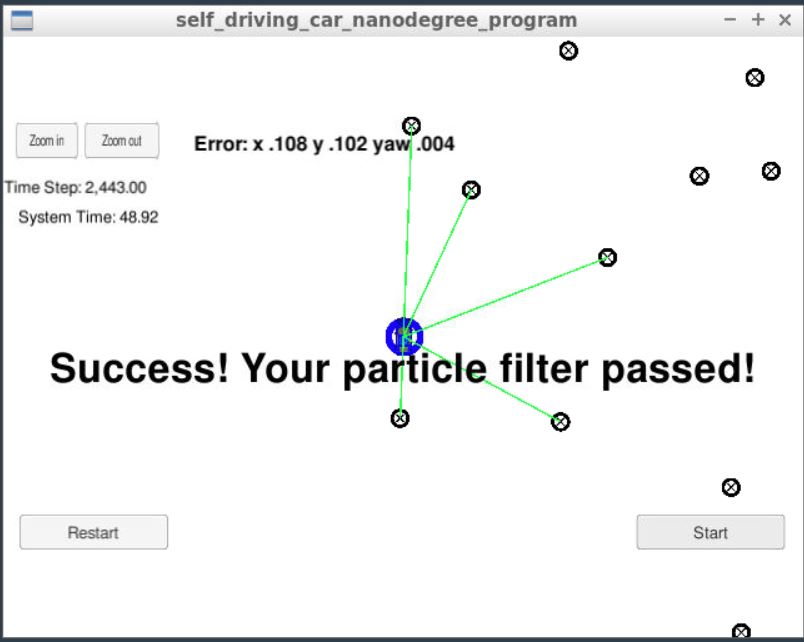 self_driving_car_nanodegree_program
Zoom in Zoom out
Error: x .108 y .102 yaw .004
Time Step: 2,443.00
System Time: 48.92
Success! Your particle filter passed!
Restart
Start